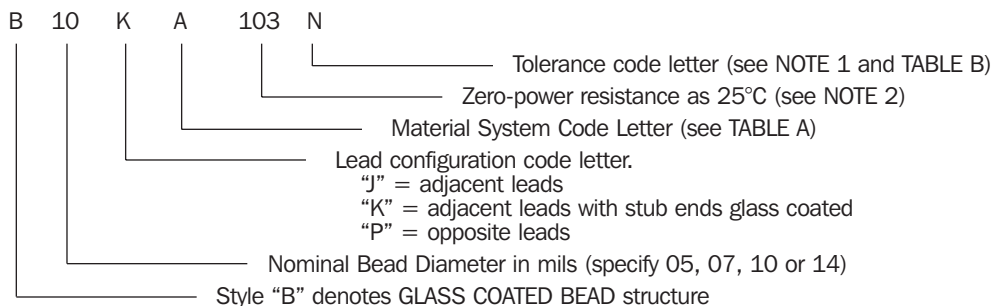 B 10 K A 103 N
Tolerance code letter (see NOTE 1 and TABLE B)
Zero-power resistance as 25°C (see NOTE 2)
Material System Code Letter (see TABLE A)
Lead configuration code letter.
“J” = adjacent leads
“K” = adjacent leads with stub ends glass coated
“P” = opposite leads
Nominal Bead Diameter in mils (specify 05, 07, 10 or 14)
Style “B” denotes GLASS COATED BEAD structure